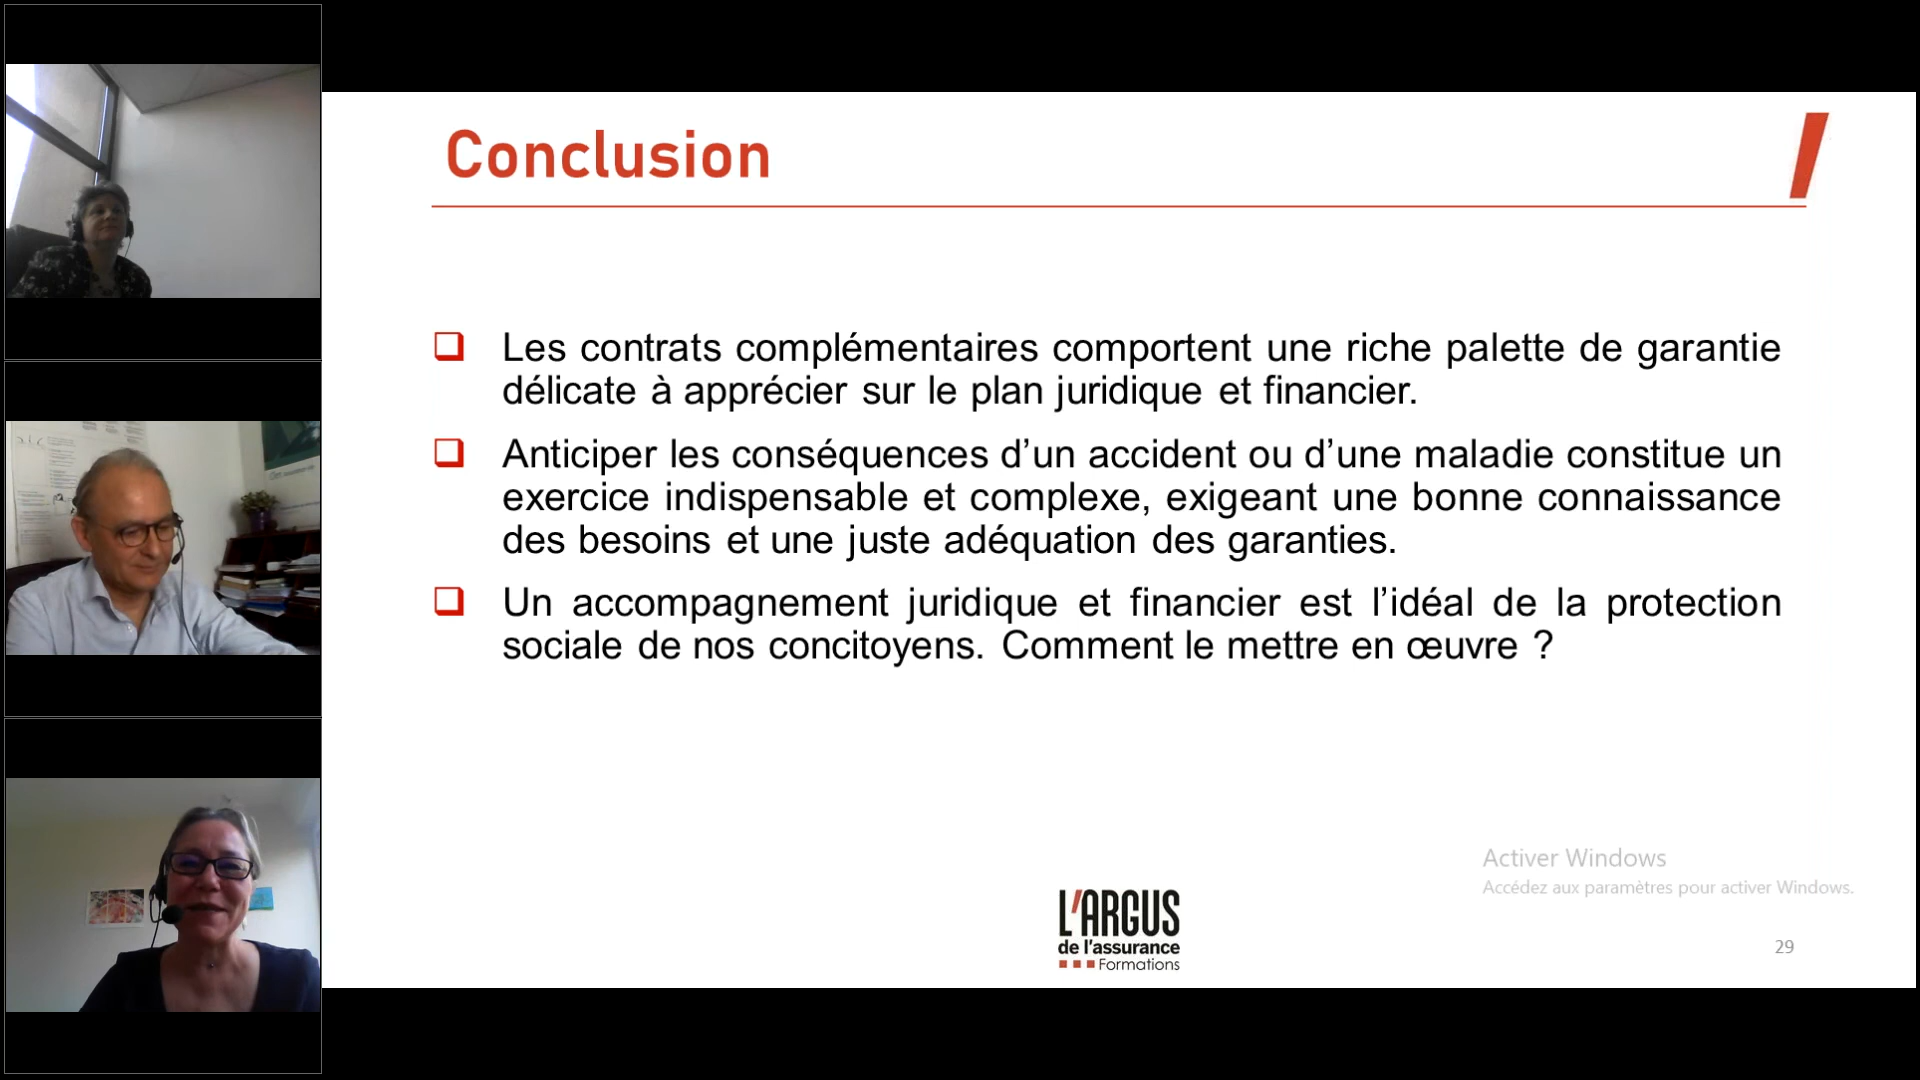 Conclusion
Les contrats complémentaires comportent une riche palette de garantie
délicate à apprécier sur le plan juridique et financier.
Anticiper les conséquences d’un accident ou d’une maladie constitue un
exercice indispensable et complexe, exigeant une bonne connaissance
des besoins et une juste adéquation des garanties.
Un accompagnement juridique et financier est l’idéal de la protection
sociale de nos concitoyens. Comment le mettre en œuvre ?
Activer Windows
Accédez aux paramètres pour activer Windows.
L'ARGUS
de l'assurance
Formations
29